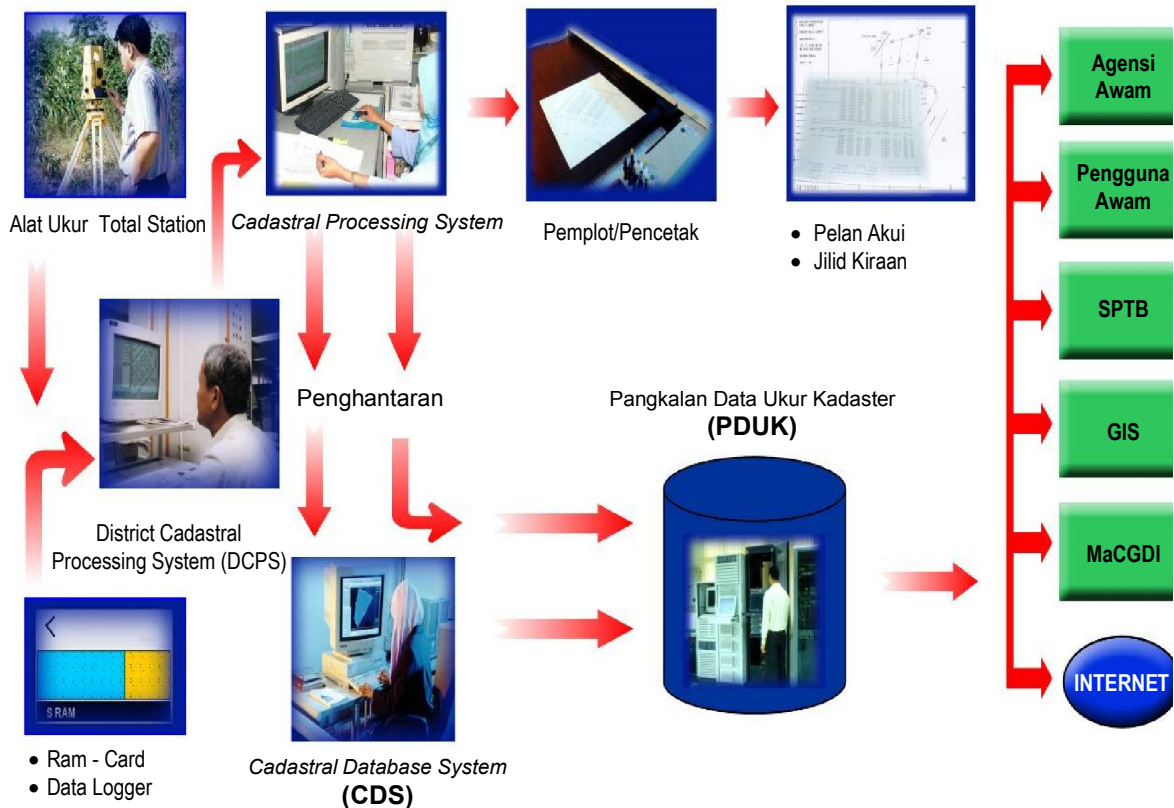 Alat Ukur Total Station
Cadastral Processing System
Pemplot/Pencetak
• Pelan Akui
• Jilid Kiraan
Agensi
Awam
Pengguna
Awam
SPTB
GIS
MaCGDI
INTERNET
Penghantaran
Pangkalan Data Ukur Kadaster
(PDUK)
District Cadastral
Processing System (DCPS)
SRAM
• Ram - Card
• Data Logger
Cadastral Database System
(CDS)